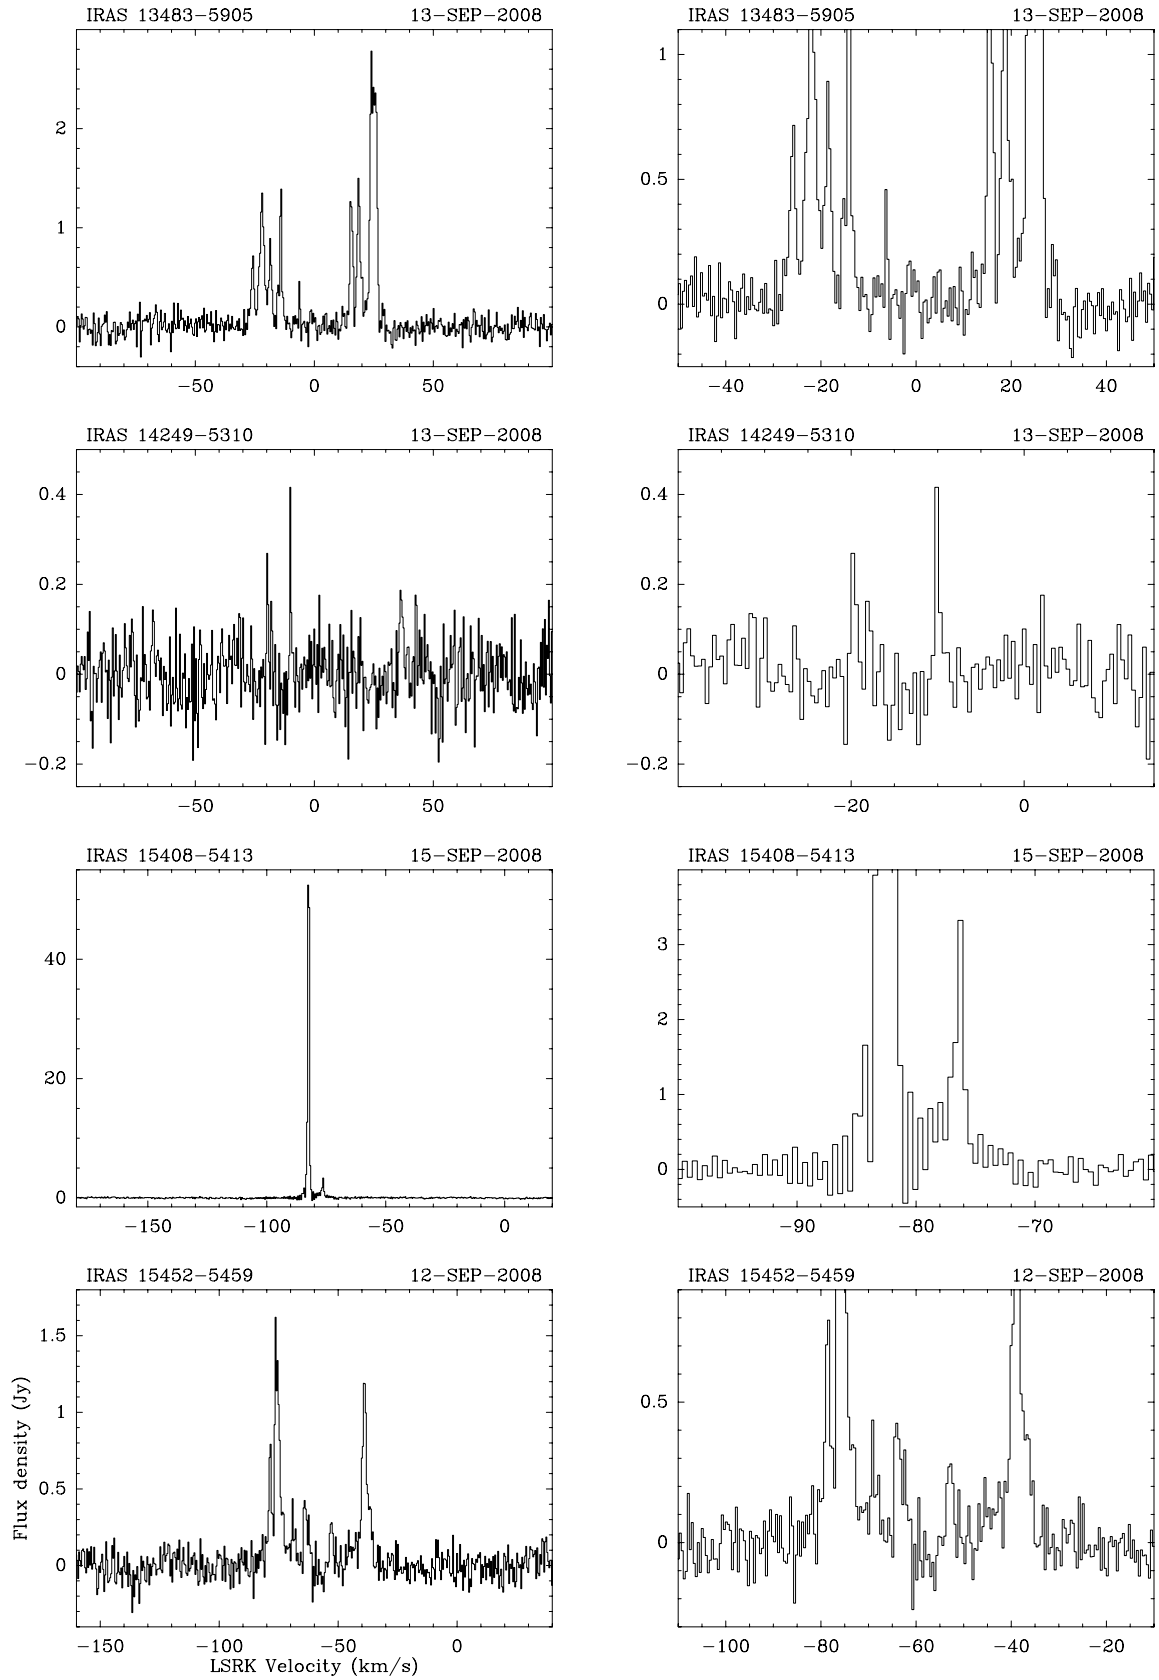 IRAS 13483−5905 13−SEP−2008
2
1
0
−50 0 50
IRAS 13483−5905 13−SEP−2008
1
0.5
0
−40 −20 0 20 40
IRAS 14249−5310 13−SEP−2008
0.4
0.2
0
−0.2
−50 0 50
IRAS 14249−5310 13−SEP−2008
0.4
0.2
0
−0.2
−20 0
IRAS 15408−5413 15−SEP−2008
40
20
0
−150 −100 −50 0
IRAS 15408−5413 15−SEP−2008
3
2
1
0
−90 −80 −70
IRAS 15452−5459 12−SEP−2008
1.5
1
0.5
0
−150 −100 −50 0
Flux density (Jy)
LSRK Velocity (km/s)
IRAS 15452−5459 12−SEP−2008
0.5
0
−100 −80 −60 −40 −20